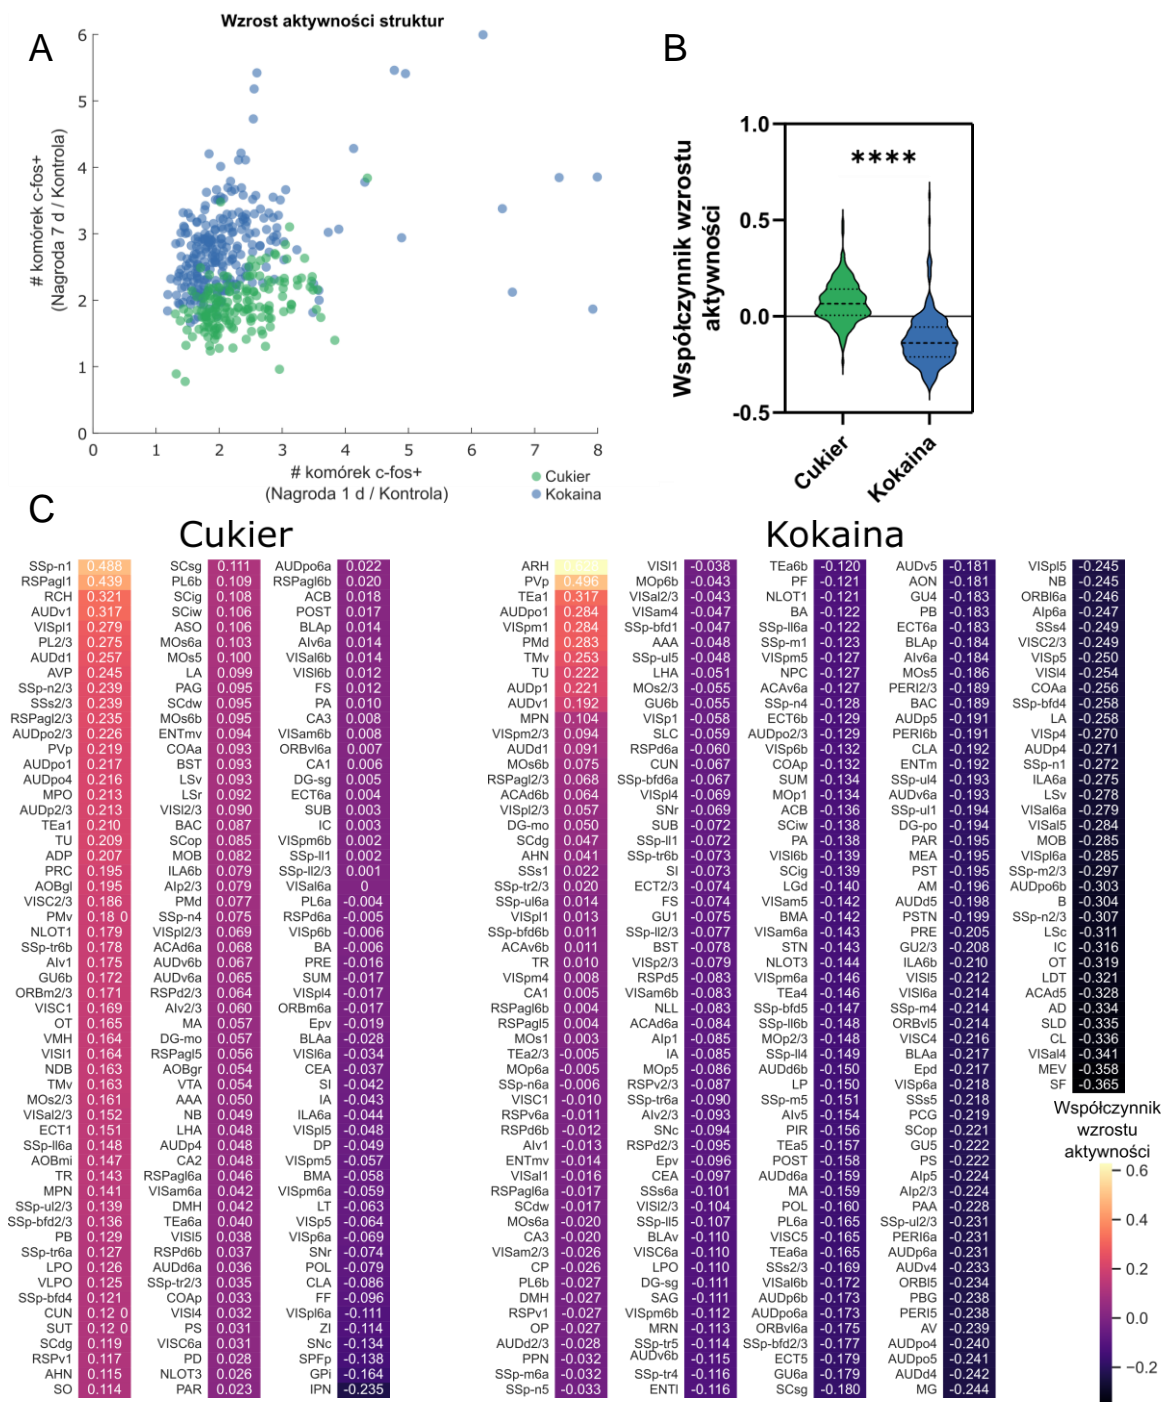 A
Wzrost aktywności struktur
# komórek c-fos+
(Nagroda 7 d / Kontrola)
6
5
4
3
2
1
0
0 1 2 3 4 5 6 7 8
# komórek c-fos+
(Nagroda 1 d / Kontrola)
Cukier
Kokaina
B
Współczynnik wzrostu
aktywności
1.0
0.5
0.0
-0.5
****
Cukier
Kokaina
C
Cukier
SSp-n1 0.488
RSPagl1 0.439
RCH 0.321
AUDv1 0.317
VISpl1 0.279
PL2/3 0.275
AUDd1 0.257
AVP 0.245
SSp-n2/3 0.239
SSs2/3 0.239
RSPagl2/3 0.235
AUDpo2/3 0.226
PVp 0.219
AUDpo1 0.217
AUDpo4 0.216
MPO 0.213
AUDp2/3 0.213
TEa1 0.210
TU 0.209
ADP 0.207
PRC 0.195
AOBgl 0.195
VISC2/3 0.186
PMv 0.18 0
NLOT1 0.179
SSp-tr6b 0.178
AIv1 0.175
GU6b 0.172
ORBm2/3 0.171
VISC1 0.169
OT 0.165
VMH 0.164
VISl1 0.164
NDB 0.163
TMv 0.163
MOs2/3 0.161
VISal2/3 0.152
ECT1 0.151
SSp-ll6a 0.148
AOBmi 0.147
TR 0.143
MPN 0.141
SSp-ul2/3 0.139
SSp-bfd2/3 0.136
PB 0.129
SSp-tr6a 0.127
LPO 0.126
VLPO 0.125
SSp-bfd4 0.121
CUN 0.12 0
SUT 0.12 0
SCdg 0.119
RSPv1 0.117
AHN 0.115
SO 0.114
SCsg 0.111
PL6b 0.109
SCig 0.108
SCiw 0.106
ASO 0.106
MOs6a 0.103
MOs5 0.100
LA 0.099
PAG 0.095
SCdw 0.095
MOs6b 0.095
ENTmv 0.094
COAa 0.093
BST 0.093
LSv 0.093
LSr 0.092
VISl2/3 0.090
BAC 0.087
SCop 0.085
MOB 0.082
ILA6b 0.079
AIp2/3 0.079
PMd 0.077
SSp-n4 0.075
VISpl2/3 0.069
ACAd6a 0.068
AUDv6b 0.067
AUDv6a 0.065
RSPd2/3 0.064
AIv2/3 0.060
MA 0.057
DG-mo 0.057
RSPagl5 0.056
AOBgr 0.054
VTA 0.054
AAA 0.050
NB 0.049
LHA 0.048
AUDp4 0.048
CA2 0.048
RSPagl6a 0.046
VISam6a 0.042
DMH 0.042
TEa6a 0.040
VISl5 0.038
RSPd6b 0.037
AUDd6a 0.036
SSp-tr2/3 0.035
COAp 0.033
VISl4 0.032
PS 0.031
VISC6a 0.031
PD 0.028
NLOT3 0.026
PAR 0.023
AUDpo6a 0.022
RSPagl6b 0.020
ACB 0.018
POST 0.017
BLAp 0.014
AIv6a 0.014
VISal6b 0.014
VISl6b 0.012
FS 0.012
PA 0.010
CA3 0.008
VISam6b 0.008
ORBvl6a 0.007
CA1 0.006
DG-sg 0.005
ECT6a 0.004
SUB 0.003
IC 0.003
VISpm6b 0.002
SSp-ll1 0.002
SSp-ll2/3 0.001
VISal6a 0
PL6a -0.004
RSPd6a -0.005
VISp6b -0.006
BA -0.006
PRE -0.016
SUM -0.017
VISpl4 -0.017
ORBm6a -0.017
Epv -0.019
BLAa -0.028
VISl6a -0.034
CEA -0.037
SI -0.042
IA -0.043
ILA6a -0.044
VISpl5 -0.048
DP -0.049
VISpm5 -0.057
BMA -0.058
VISpm6a -0.059
LT -0.063
VISp5 -0.064
VISp6a -0.069
SNr -0.074
POL -0.079
CLA -0.086
FF -0.096
VISpl6a -0.111
ZI -0.114
SNc -0.134
SPFp -0.138
GPi -0.164
IPN -0.235
Kokaina
ARH
PVp 0.496
TEa1 0.317
AUDpo1 0.284
VISpm1 0.284
PMd 0.283
TMv 0.253
TU 0.222
AUDp1 0.221
AUDv1 0.192
MPN 0.104
VISpm2/3 0.094
AUDd1 0.091
MOs6b 0.075
RSPagl2/3 0.068
ACAd6b 0.064
VISpl2/3 0.057
DG-mo 0.050
SCdg 0.047
AHN 0.041
SSs1 0.022
SSp-tr2/3 0.020
SSp-ul6a 0.014
VISpl1 0.013
SSp-bfd6b 0.011
ACAv6b 0.011
TR 0.010
VISpm4 0.008
CA1 0.005
RSPagl6b 0.004
RSPagl5 0.004
MOs1 0.003
TEa2/3 -0.005
MOp6a -0.005
SSp-n6a -0.006
VISC1 -0.010
RSPv6a -0.011
RSPd6b -0.012
AIv1 -0.013
ENTmv -0.014
VISal1 -0.016
RSPagl6a -0.017
SCdw -0.017
MOs6a -0.020
CA3 -0.020
VISam2/3 -0.026
CP -0.026
PL6b -0.027
DMH -0.027
RSPv1 -0.027
OP -0.027
AUDd2/3 -0.028
PPN -0.032
SSp-m6a -0.032
SSp-n5 -0.033
VISl1 -0.038
MOp6b -0.043
VISal2/3 -0.043
VISam4 -0.047
SSp-bfd1 -0.047
AAA -0.048
SSp-ul5 -0.048
LHA -0.051
MOs2/3 -0.055
GU6b -0.055
VISp1 -0.058
SLC -0.059
RSPd6a -0.060
CUN -0.067
SSp-bfd6a -0.067
VISpl4 -0.069
SNr -0.069
SUB -0.072
SSp-ll1 -0.072
SSp-tr6b -0.073
SI -0.073
ECT2/3 -0.074
FS -0.074
GU1 -0.075
SSp-ll2/3 -0.077
BST -0.078
VISp2/3 -0.079
RSPd5 -0.083
VISam6b -0.083
NLL -0.083
ACAd6a -0.084
AIp1 -0.085
IA -0.085
MOp5 -0.086
RSPv2/3 -0.087
SSp-tr6a -0.090
AIv2/3 -0.093
SNc -0.094
RSPd2/3 -0.095
Epv -0.096
CEA -0.097
SSs6a -0.101
VISl2/3 -0.104
SSp-ll5 -0.107
BLAv -0.110
VISC6a -0.110
LPO -0.110
DG-sg -0.111
SAG -0.111
VISpm6b -0.112
MRN -0.113
SSp-tr5 -0.114
AUDv6b -0.115
SSp-tr4 -0.116
ENTl -0.116
TEa6b -0.120
PF -0.121
NLOT1 -0.121
BA -0.122
SSp-ll6a -0.122
SSp-m1 -0.123
VISpm5 -0.127
NPC -0.127
ACAv6a -0.127
SSp-n4 -0.128
ECT6b -0.129
AUDpo2/3 -0.129
VISp6b -0.132
COAp -0.132
SUM -0.134
MOp1 -0.134
ACB -0.136
SCiw -0.138
PA -0.138
VISl6b -0.139
SCig -0.139
LGd -0.140
VISam5 -0.142
BMA -0.142
VISam6a -0.143
STN -0.143
NLOT3 -0.144
VISpm6a -0.146
TEa4 -0.146
SSp-bfd5 -0.147
SSp-ll6b -0.148
MOp2/3 -0.148
SSp-ll4 -0.149
AUDd6b -0.150
LP -0.150
SSp-m5 -0.151
AIv5 -0.154
PIR -0.156
TEa5 -0.157
POST -0.158
AUDd6a -0.159
MA -0.159
POL -0.160
PL6a -0.165
VISC5 -0.165
TEa6a -0.165
SSs2/3 -0.169
VISal6b -0.172
AUDp6b -0.173
AUDpo6a -0.173
ORBvl6a -0.175
SSp-bfd2/3 -0.177
ECT5 -0.179
GU6a -0.179
SCsg -0.180
AUDv5 -0.181
AON -0.181
GU4 -0.183
PB -0.183
ECT6a -0.183
BLAp -0.184
AIv6a -0.184
MOs5 -0.186
PERI2/3 -0.189
BAC -0.189
AUDp5 -0.191
PERI6b -0.191
CLA -0.192
ENTm -0.192
SSp-ul4 -0.193
AUDv6a -0.193
SSp-ul1 -0.194
DG-po -0.194
PAR -0.195
MEA -0.195
PST -0.195
AM -0.196
AUDd5 -0.198
PSTN -0.199
PRE -0.205
GU2/3 -0.208
ILA6b -0.210
VISl5 -0.212
VISl6a -0.214
SSp-m4 -0.214
ORBvl5 -0.214
VISC4 -0.216
BLAa -0.217
Epd -0.217
VISp6a -0.218
SSs5 -0.218
PCG -0.219
SCop -0.221
GU5 -0.222
PS -0.222
AIp5 -0.224
AIp2/3 -0.224
PAA -0.228
SSp-ul2/3 -0.231
PERI6a -0.231
AUDp6a -0.231
AUDv4 -0.233
ORBl5 -0.234
PBG -0.238
PERI5 -0.238
AV -0.239
AUDpo4 -0.240
AUDpo5 -0.241
AUDd4 -0.242
MG -0.244
VISpl5 -0.245
NB -0.245
ORBl6a -0.246
AIp6a -0.247
SSs4 -0.249
VISC2/3 -0.249
VISp5 -0.250
VISl4 -0.254
COAa -0.256
SSp-bfd4 -0.258
LA -0.258
VISp4 -0.270
AUDp4 -0.271
SSp-n1 -0.272
ILA6a -0.275
LSv -0.278
VISal6a -0.279
VISal5 -0.284
MOB -0.285
VISpl6a -0.285
SSp-m2/3 -0.297
AUDpo6b -0.303
B -0.304
SSp-n2/3 -0.307
LSc -0.311
IC -0.316
OT -0.319
LDT -0.321
ACAd5 -0.328
AD -0.334
SLD -0.335
CL -0.336
VISal4 -0.341
MEV -0.358
SF -0.365
Współczynnik
wzrostu
aktywności
0.6
0.4
0.2
0.0
−0.2